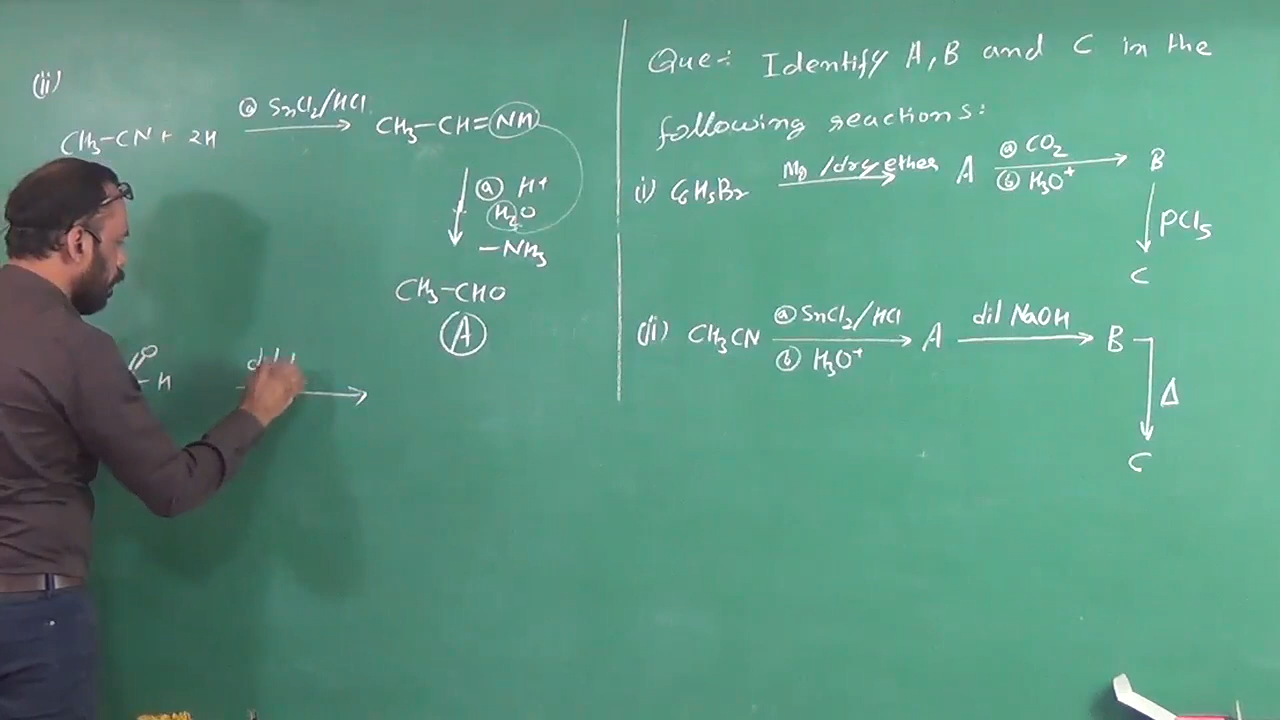 (ii)
CH₃-CN + 2H ⓐ SnCl₂/HCl → CH₃-CH=NH
ⓐ H⁺
H₂O
-NH₃
CH₃-CHO
Ⓐ
O
-H
Que:- Identify A, B and C in the
following reactions:
(i) C₆H₅Br Mg /dry ether → A ⓐ CO₂ ⓑ H₃O⁺ → B
PCl₅
C
(ii) CH₃CN ⓐ SnCl₂/HCl ⓑ H₃O⁺ → A dil NaOH → B
Δ
C